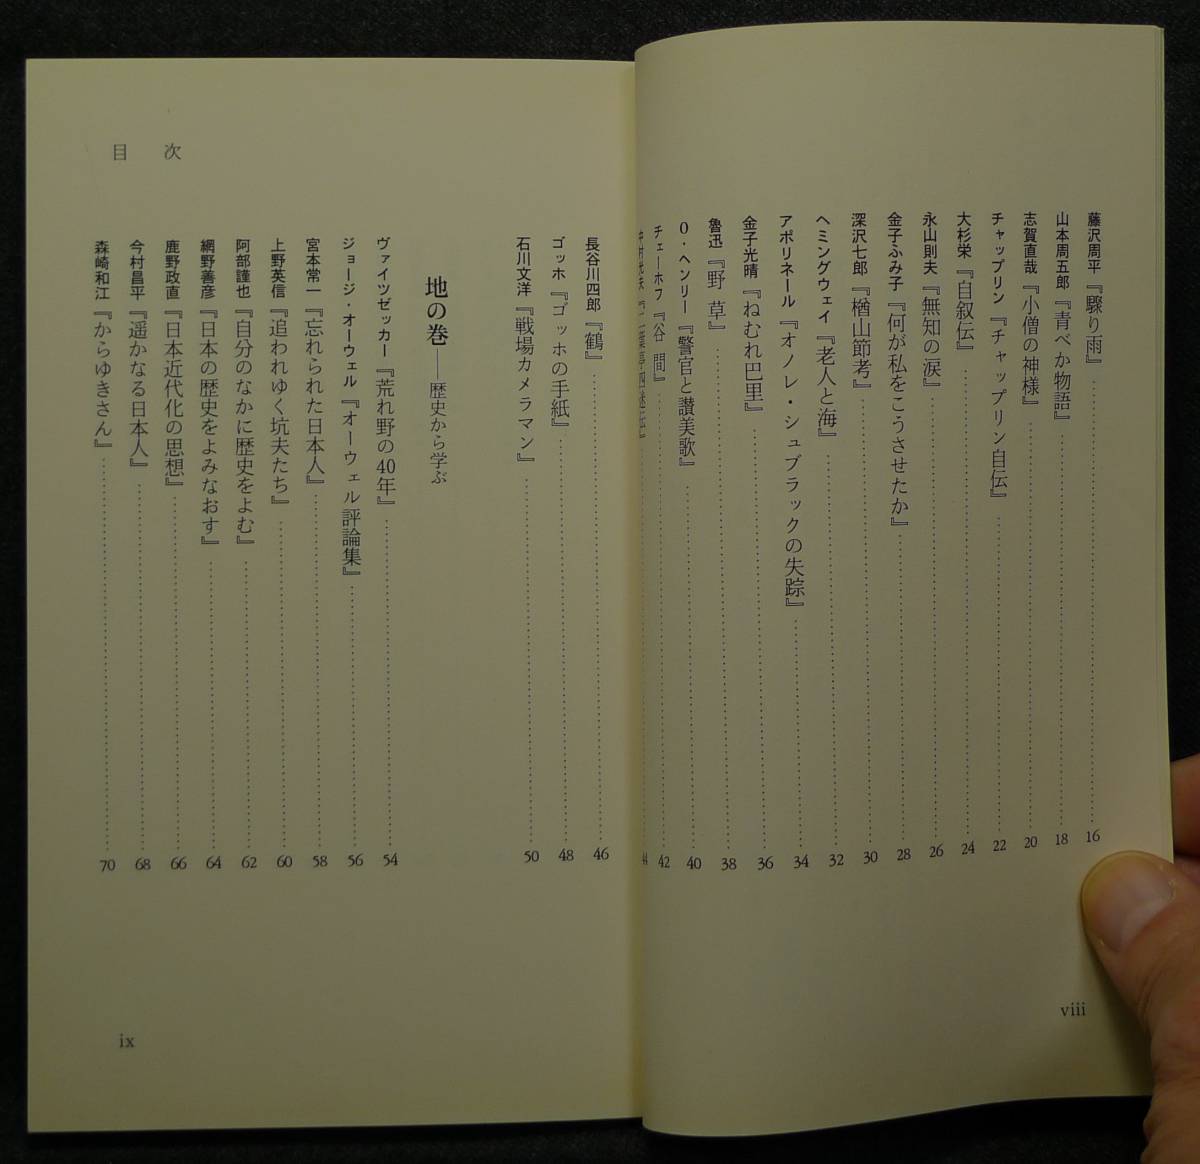 藤沢周平『驟り雨』 16
山本周五郎『青べか物語』 18
志賀直哉『小僧の神様』 20
チャップリン『チャップリン自伝』 22
大杉栄『自叙伝』 24
永山則夫『無知の涙』 26
金子ふみ子『何が私をこうさせたか』 28
深沢七郎『楢山節考』 30
ヘミングウェイ『老人と海』 32
アポリネール『オノレ・シュブラックの失踪』 34
金子光晴『ねむれ巴里』 36
魯迅『野草』 38
O・ヘンリー『警官と讃美歌』 40
チェーホフ『谷間』 42
中村光夫『二葉亭四迷伝』 44
viii
目次
長谷川四郎『鶴』 46
ゴッホ『ゴッホの手紙』 48
石川文洋『戦場カメラマン』 50
地の巻――歴史から学ぶ
ヴァイツゼッカー『荒れ野の40年』 54
ジョージ・オーウェル『オーウェル評論集』 56
宮本常一『忘れられた日本人』 58
上野英信『追われゆく坑夫たち』 60
阿部謹也『自分のなかに歴史をよむ』 62
網野善彦『日本の歴史をよみなおす』 64
鹿野政直『日本近代化の思想』 66
今村昌平『遥かなる日本人』 68
森崎和江『からゆきさん』 70
ix